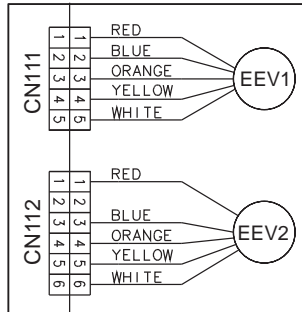 CN111
1 1 RED
2 2 BLUE
3 3 ORANGE
4 4 YELLOW
5 5 WHITE
EEV1
CN112
1 1 RED
2 2
3 3 BLUE
4 4 ORANGE
5 5 YELLOW
6 6 WHITE
EEV2